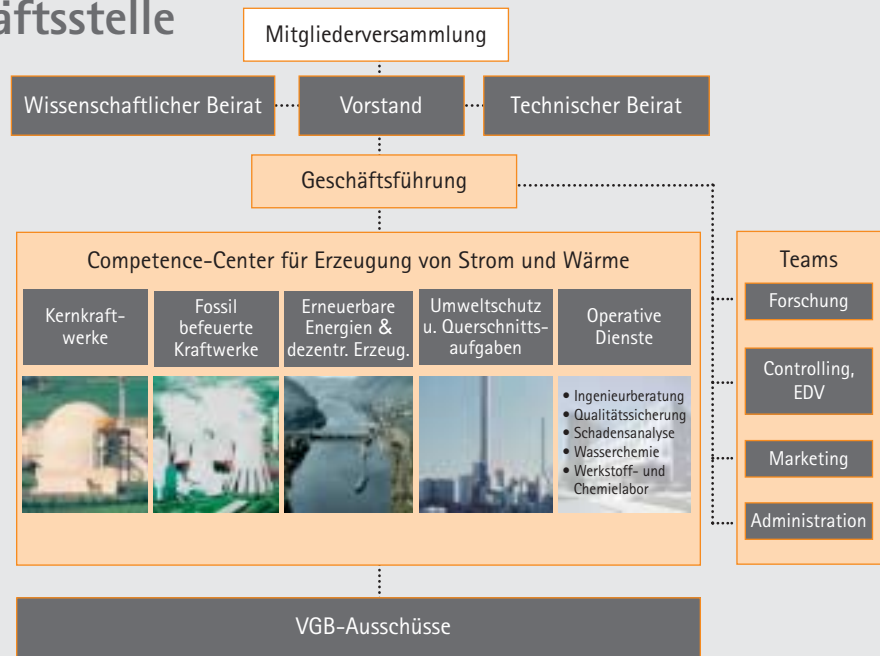 äftsstelle
Mitgliederversammlung
Wissenschaftlicher Beirat
Vorstand
Technischer Beirat
Geschäftsführung
Competence-Center für Erzeugung von Strom und Wärme
Kernkraft-
werke
Fossil
befeuerte
Kraftwerke
Erneuerbare
Energien &
dezentr. Erzeug.
Umweltschutz
u. Querschnitts-
aufgaben
Operative
Dienste
• Ingenieurberatung
• Qualitätssicherung
• Schadensanalyse
• Wasserchemie
• Werkstoff- und
Chemielabor
Teams
Forschung
Controlling,
EDV
Marketing
Administration
VGB-Ausschüsse